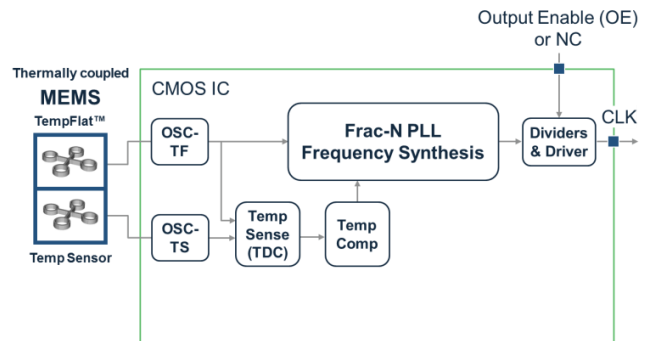 Output Enable (OE)
or NC
Thermally coupled
MEMS
TempFlat™
CMOS IC
CLK
OSC-
TF
Frac-N PLL
Frequency Synthesis
Dividers
& Driver
OSC-
TS
Temp
Sense
(TDC)
Temp
Comp
Temp Sensor